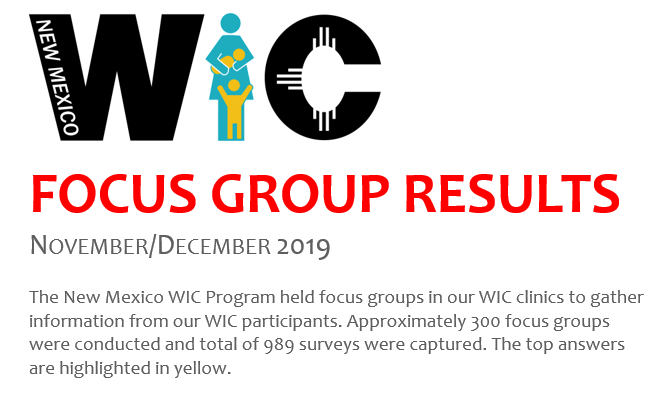 NEW MEXICO
WIC
FOCUS GROUP RESULTS
NOVEMBER/DECEMBER 2019
The New Mexico WIC Program held focus groups in our WIC clinics to gather
information from our WIC participants. Approximately 300 focus groups
were conducted and total of 989 surveys were captured. The top answers
are highlighted in yellow.